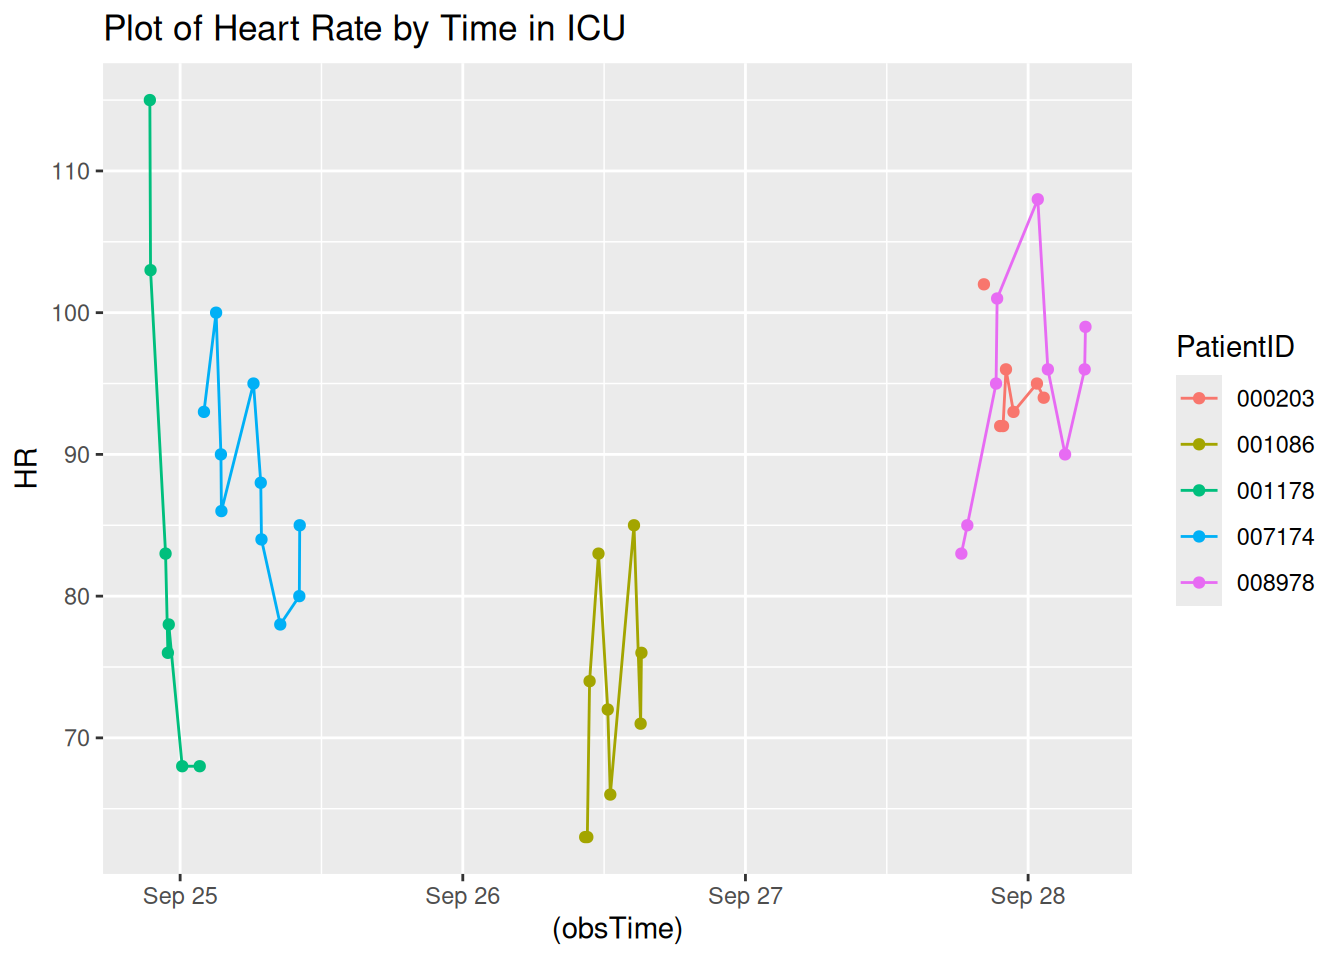 Plot of Heart Rate by Time in ICU
HR
110
100
90
80
70
Sep 25 Sep 26 Sep 27 Sep 28
(obsTime)
PatientID
000203
001086
001178
007174
008978